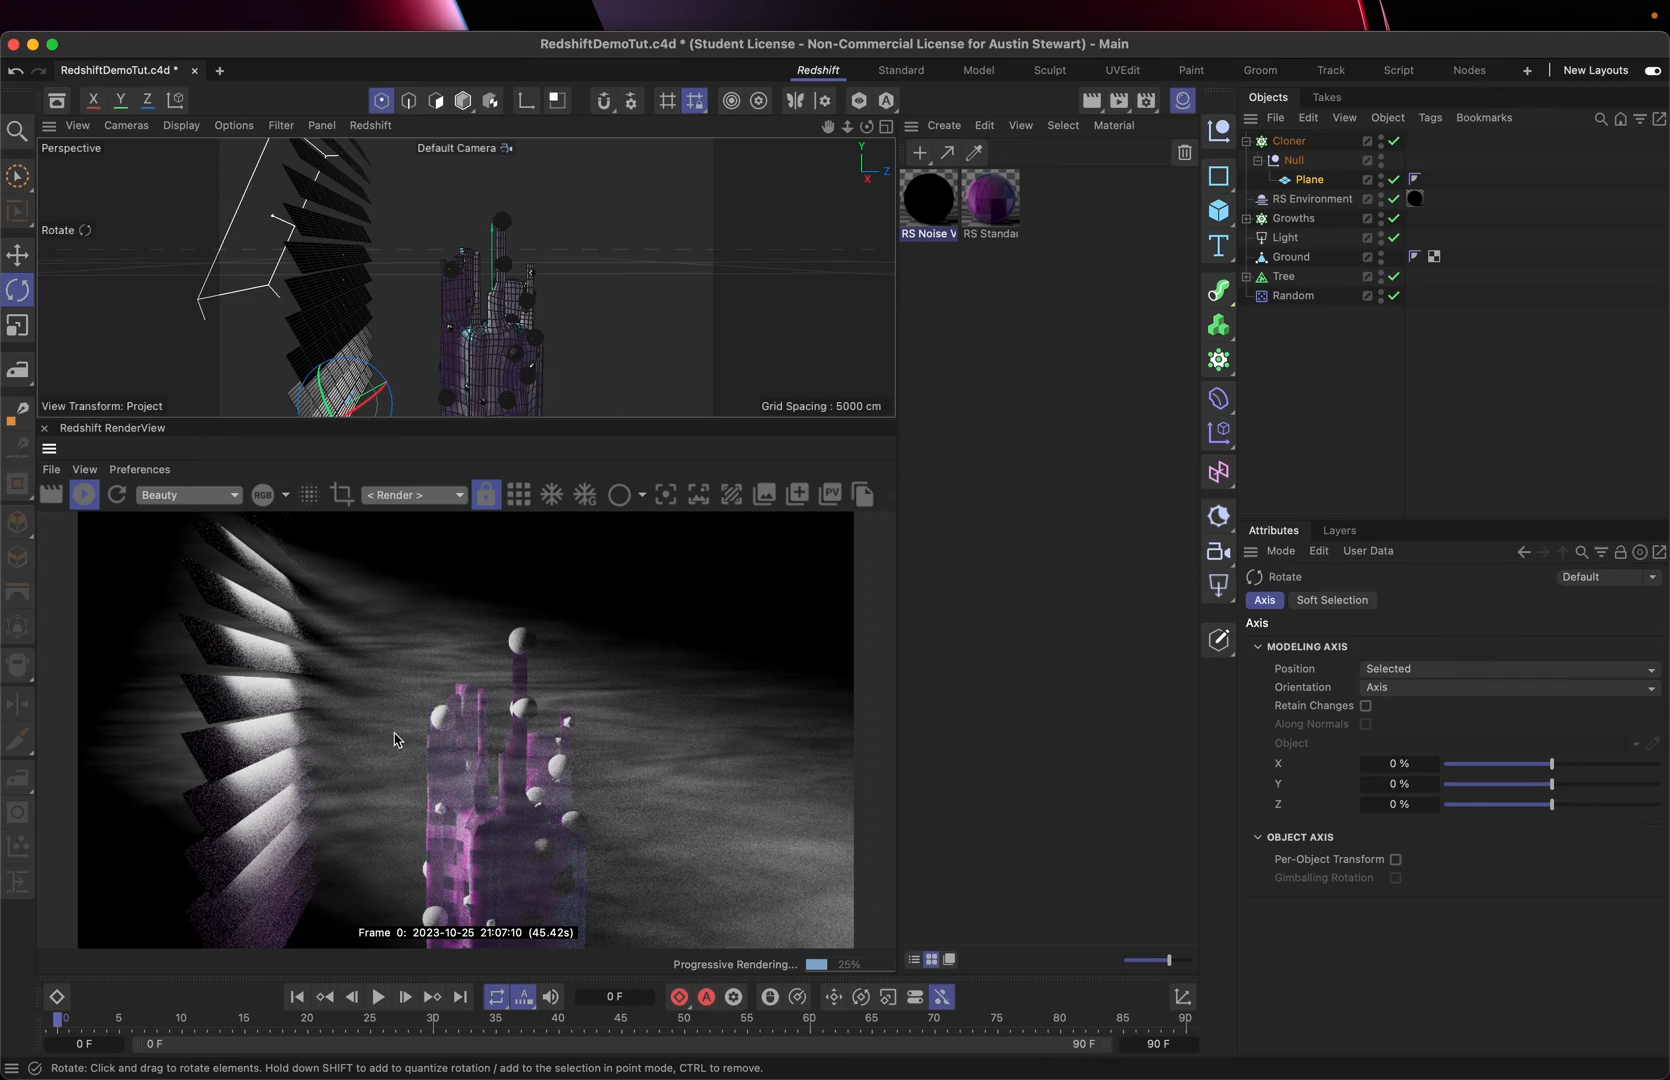 RedshiftDemoTut.c4d * (Student License - Non-Commercial License for Austin Stewart) - Main
RedshiftDemoTut.c4d *
Redshift Standard Model Sculpt UVEdit Paint Groom Track Script Nodes New Layouts
X Y Z
View Cameras Display Options Filter Panel Redshift
Create Edit View Select Material
Perspective
Default Camera
Y
Z
X
Rotate
View Transform: Project
Grid Spacing : 5000 cm
RS Noise V
RS Standar
Objects Takes
File Edit View Object Tags Bookmarks
Cloner
Null
Plane
RS Environment
Growths
Light
Ground
Tree
Random
Redshift RenderView
File View Preferences
Beauty
RGB
< Render >
PV
Frame 0: 2023-10-25 21:07:10 (45.42s)
Progressive Rendering... 25%
Attributes Layers
Mode Edit User Data
Rotate
Default
Axis Soft Selection
Axis
MODELING AXIS
Position Selected
Orientation Axis
Retain Changes
Along Normals
Object
X 0 %
Y 0 %
Z 0 %
OBJECT AXIS
Per-Object Transform
Gimballing Rotation
0 F
0 5 10 15 20 25 30 35 40 45 50 55 60 65 70 75 80 85 90
0 F 0 F 90 F 90 F
Rotate: Click and drag to rotate elements. Hold down SHIFT to add to quantize rotation / add to the selection in point mode, CTRL to remove.